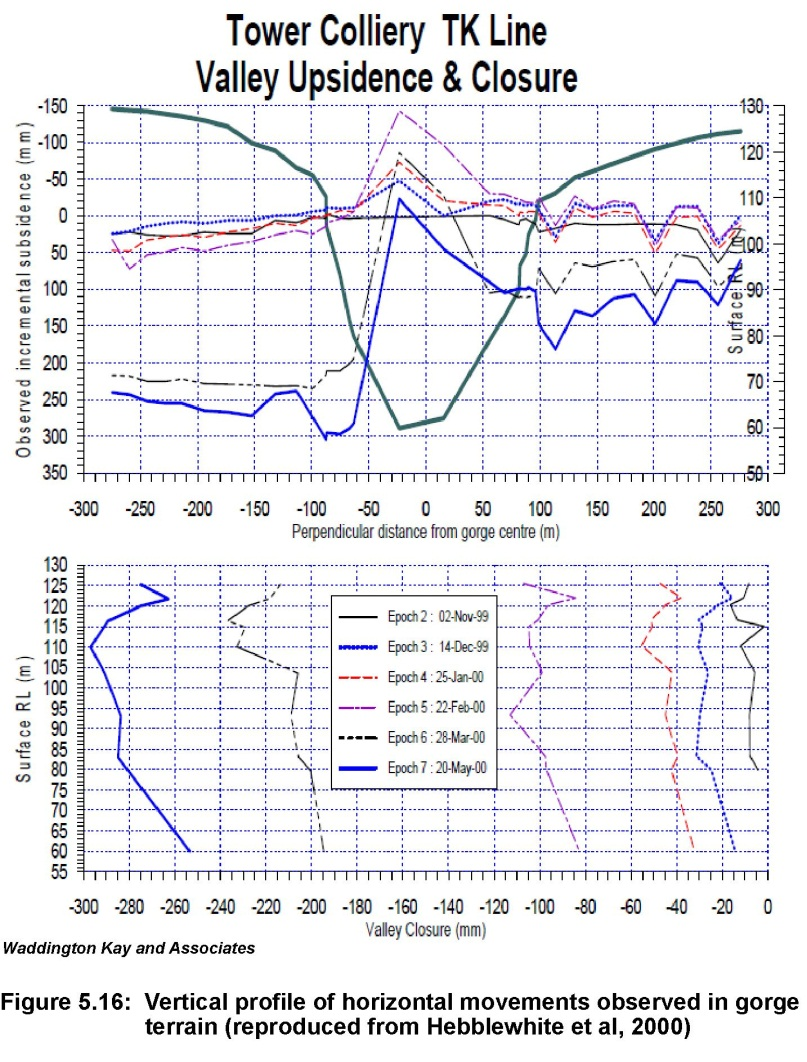 Tower Colliery TK Line
Valley Upsidence & Closure
Observed incremental subsidence (mm)
-150
-100
-50
0
50
100
150
200
250
300
350
130
120
110
100
90
80
70
60
50
Surface RL (m)
-300 -250 -200 -150 -100 -50 0 50 100 150 200 250 300
Perpendicular distance from gorge centre (m)
Surface RL (m)
130
125
120
115
110
105
100
95
90
85
80
75
70
65
60
55
Epoch 2 : 02-Nov-99
Epoch 3 : 14-Dec-99
Epoch 4 : 25-Jan-00
Epoch 5 : 22-Feb-00
Epoch 6 : 28-Mar-00
Epoch 7 : 20-May-00
-300 -280 -260 -240 -220 -200 -180 -160 -140 -120 -100 -80 -60 -40 -20 0
Valley Closure (mm)
Waddington Kay and Associates
Figure 5.16: Vertical profile of horizontal movements observed in gorge
terrain (reproduced from Hebblewhite et al, 2000)